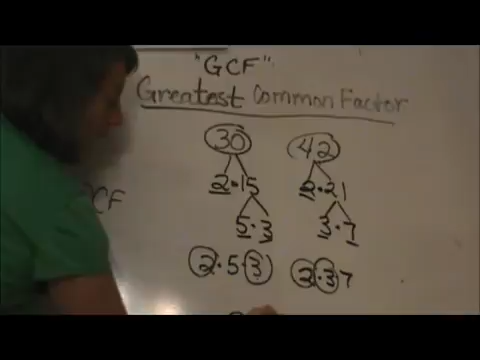 "GCF"
Greatest Common Factor
30 42
2·15 2·21
5·3 3·7
CF
2·5·3 2·3·7